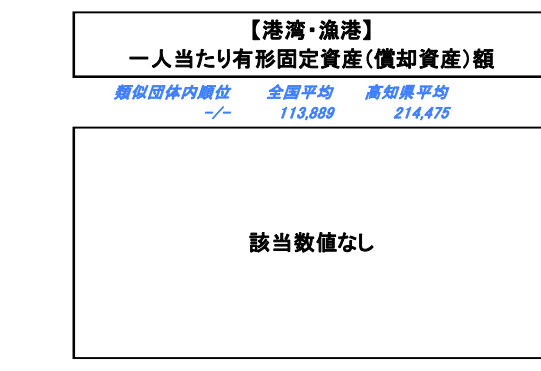 【港湾・漁港】
一人当たり有形固定資産(償却資産)額
類似団体内順位 全国平均 高知県平均
-/- 113,889 214,475
該当数値なし